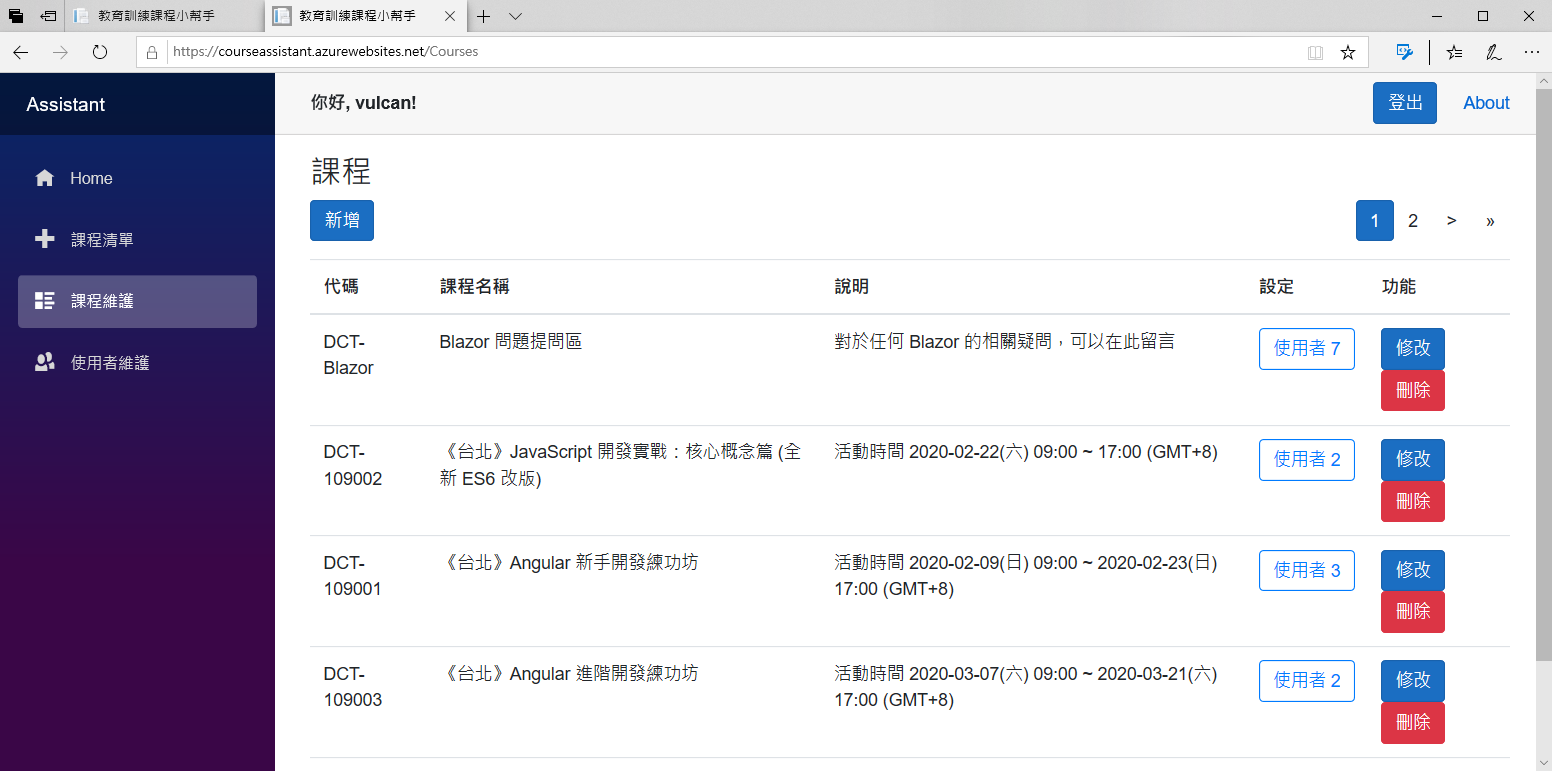 教育訓練課程小幫手
教育訓練課程小幫手
https://courseassistant.azurewebsites.net/Courses
Assistant
你好, vulcan!
登出
About
Home
課程清單
課程維護
使用者維護
課程
新增
1 2 > »
代碼 課程名稱 說明 設定 功能
DCT-
Blazor
Blazor 問題提問區
對於任何 Blazor 的相關疑問，可以在此留言
使用者 7
修改
刪除
DCT-
109002
《台北》JavaScript 開發實戰：核心概念篇 (全
新 ES6 改版)
活動時間 2020-02-22(六) 09:00 ~ 17:00 (GMT+8)
使用者 2
修改
刪除
DCT-
109001
《台北》Angular 新手開發練功坊
活動時間 2020-02-09(日) 09:00 ~ 2020-02-23(日)
17:00 (GMT+8)
使用者 3
修改
刪除
DCT-
109003
《台北》Angular 進階開發練功坊
活動時間 2020-03-07(六) 09:00 ~ 2020-03-21(六)
17:00 (GMT+8)
使用者 2
修改
刪除